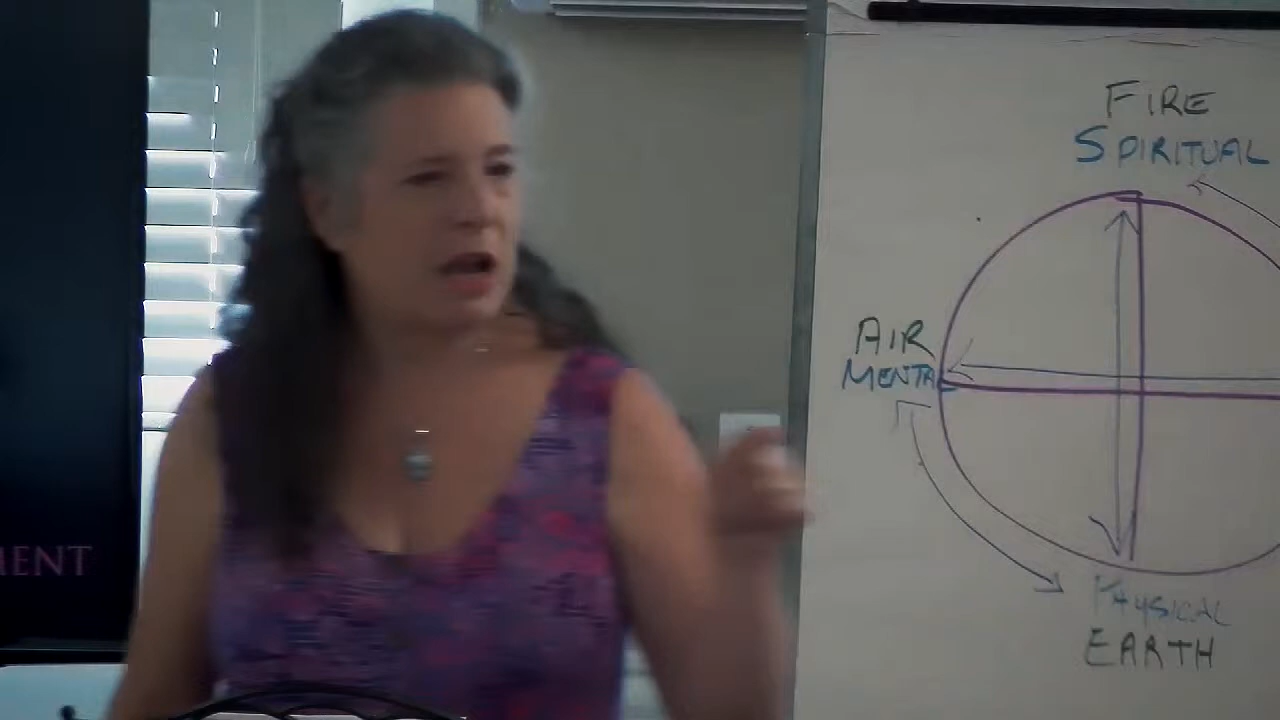 FIRE
SPIRITUAL
AIR
MENTAL
PHYSICAL
EARTH
MENT